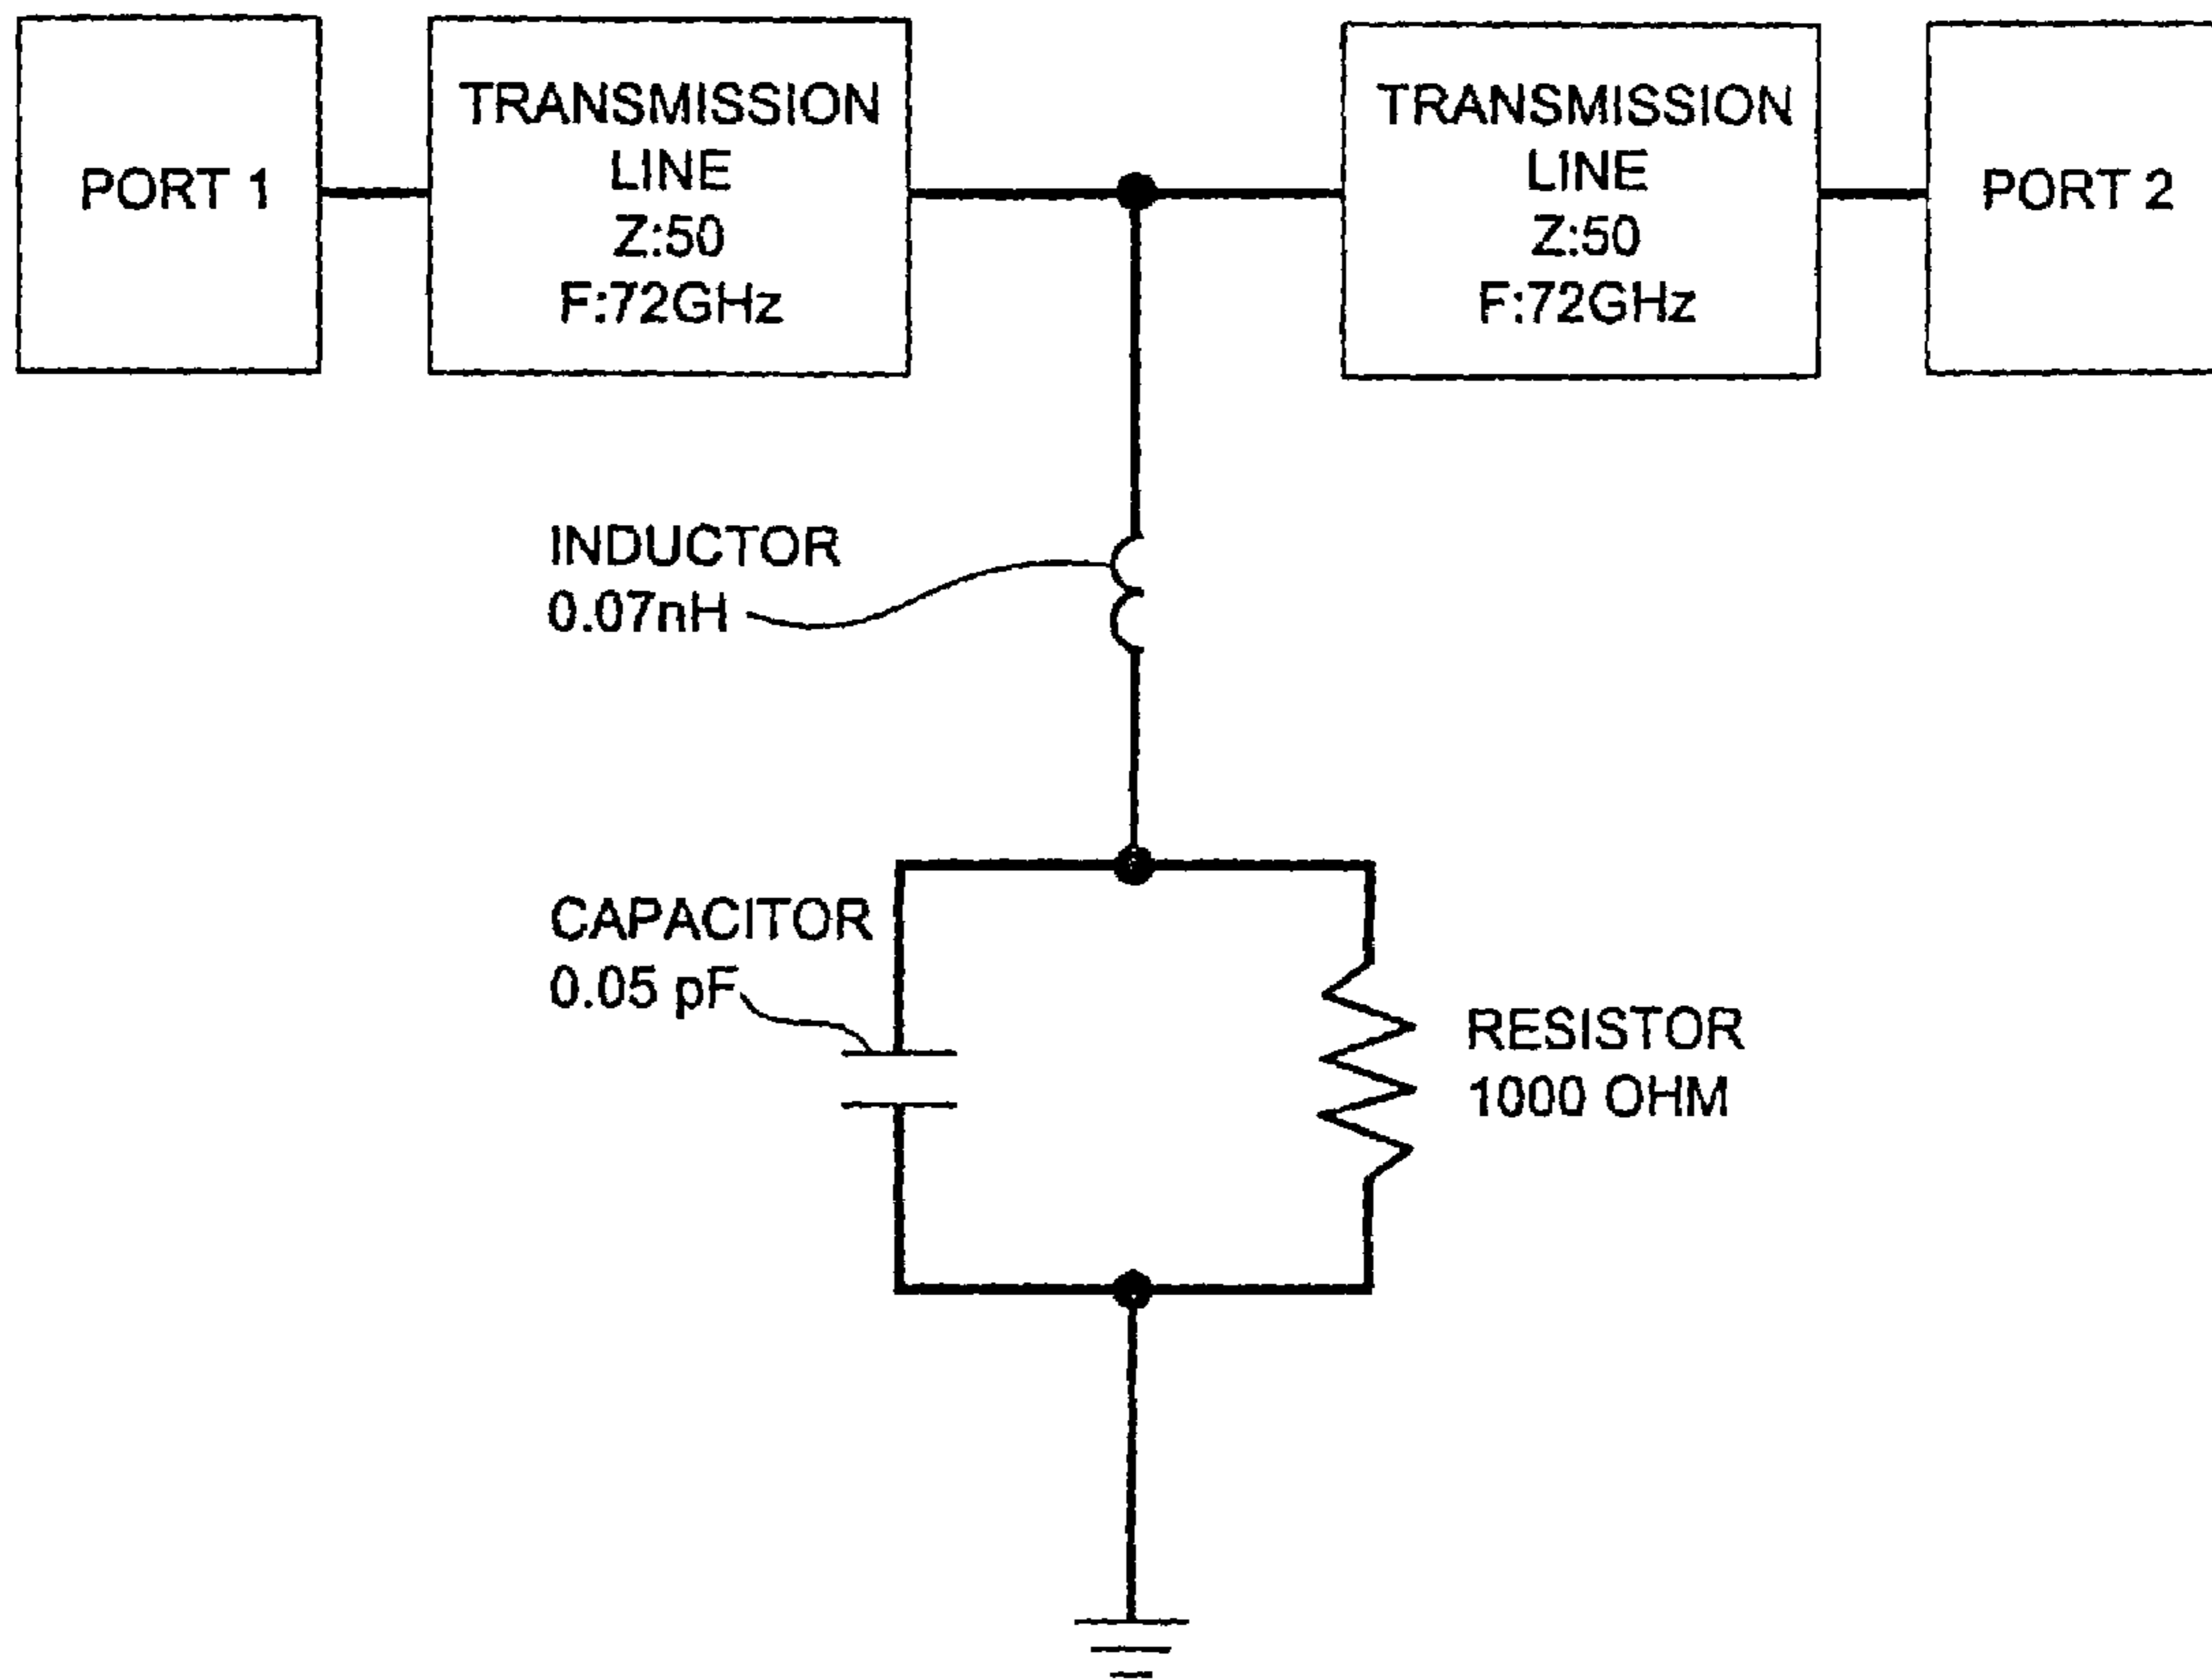 PORT 1
TRANSMISSION
LINE
Z:50
F:72GHz
TRANSMISSION
LINE
Z:50
F:72GHz
PORT 2
INDUCTOR
0.07nH
CAPACITOR
0.05 pF
RESISTOR
1000 OHM